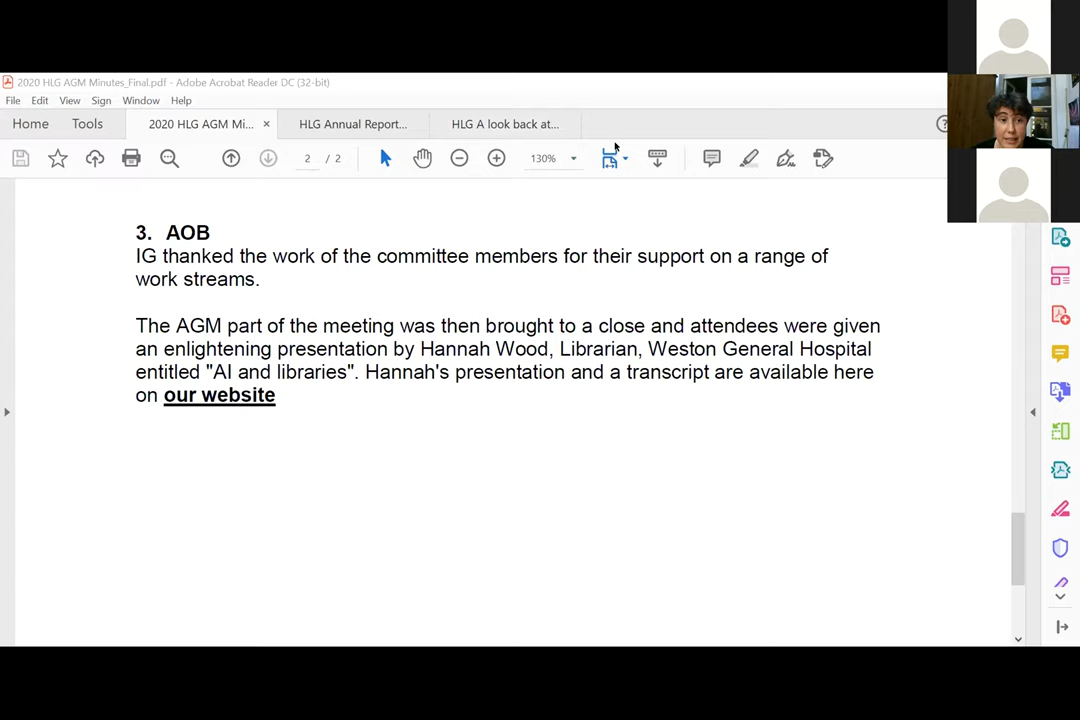 2020 HLG AGM Minutes_Final.pdf - Adobe Acrobat Reader DC (32-bit)
File Edit View Sign Window Help
Home Tools 2020 HLG AGM Mi... × HLG Annual Report... HLG A look back at...
2 / 2 130%
3. AOB
IG thanked the work of the committee members for their support on a range of
work streams.
The AGM part of the meeting was then brought to a close and attendees were given
an enlightening presentation by Hannah Wood, Librarian, Weston General Hospital
entitled "AI and libraries". Hannah's presentation and a transcript are available here
on our website